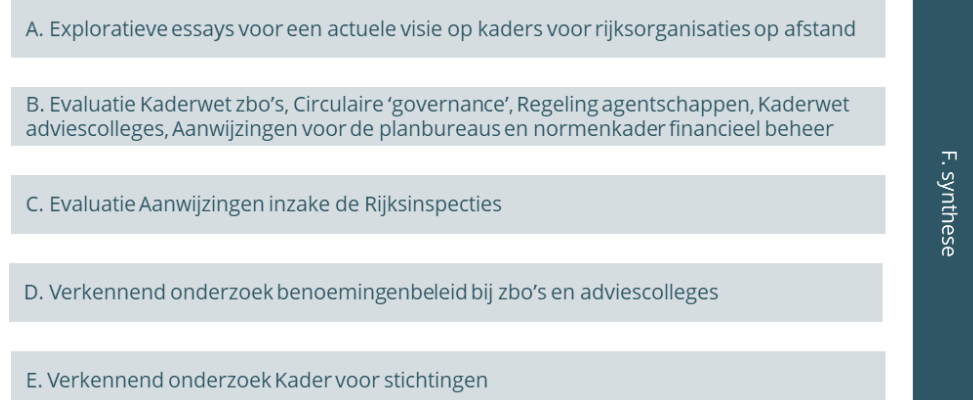 A. Exploratieve essays voor een actuele visie op kaders voor rijksorganisaties op afstand
B. Evaluatie Kaderwet zbo’s, Circulaire ‘governance’, Regeling agentschappen, Kaderwet
adviescolleges, Aanwijzingen voor de planbureaus en normenkader financieel beheer
C. Evaluatie Aanwijzingen inzake de Rijksinspecties
D. Verkennend onderzoek benoemingenbeleid bij zbo’s en adviescolleges
E. Verkennend onderzoek Kader voor stichtingen
F. synthese